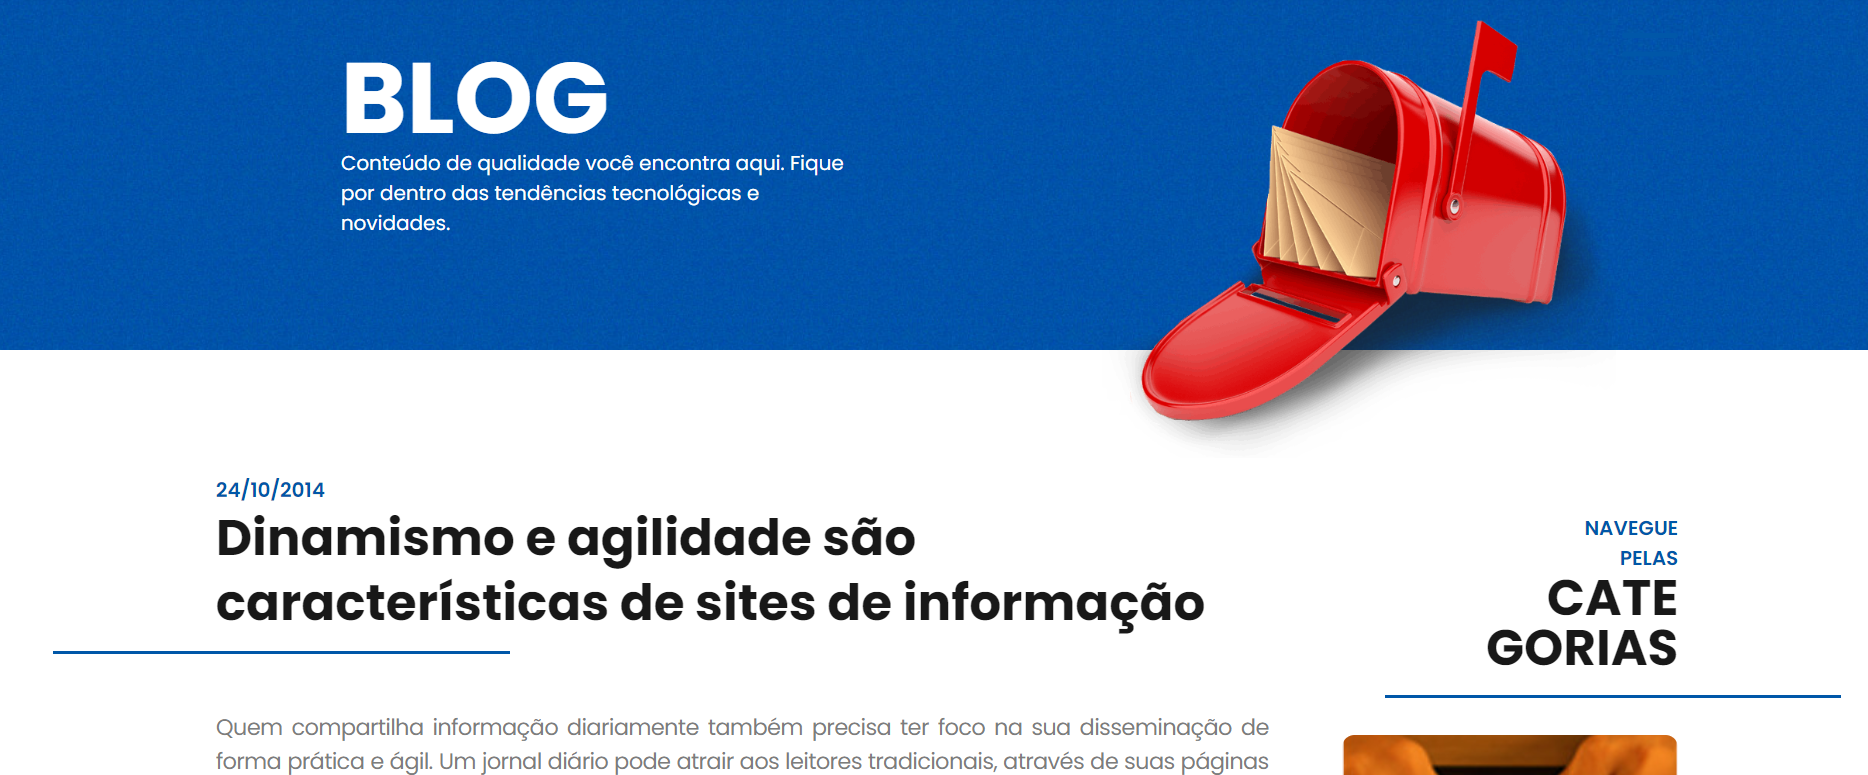 BLOG
Conteúdo de qualidade você encontra aqui. Fique
por dentro das tendências tecnológicas e
novidades.
24/10/2014
Dinamismo e agilidade são
características de sites de informação
Quem compartilha informação diariamente também precisa ter foco na sua disseminação de
forma prática e ágil. Um jornal diário pode atrair aos leitores tradicionais, através de suas páginas
NAVEGUE
PELAS
CATE
GORIAS